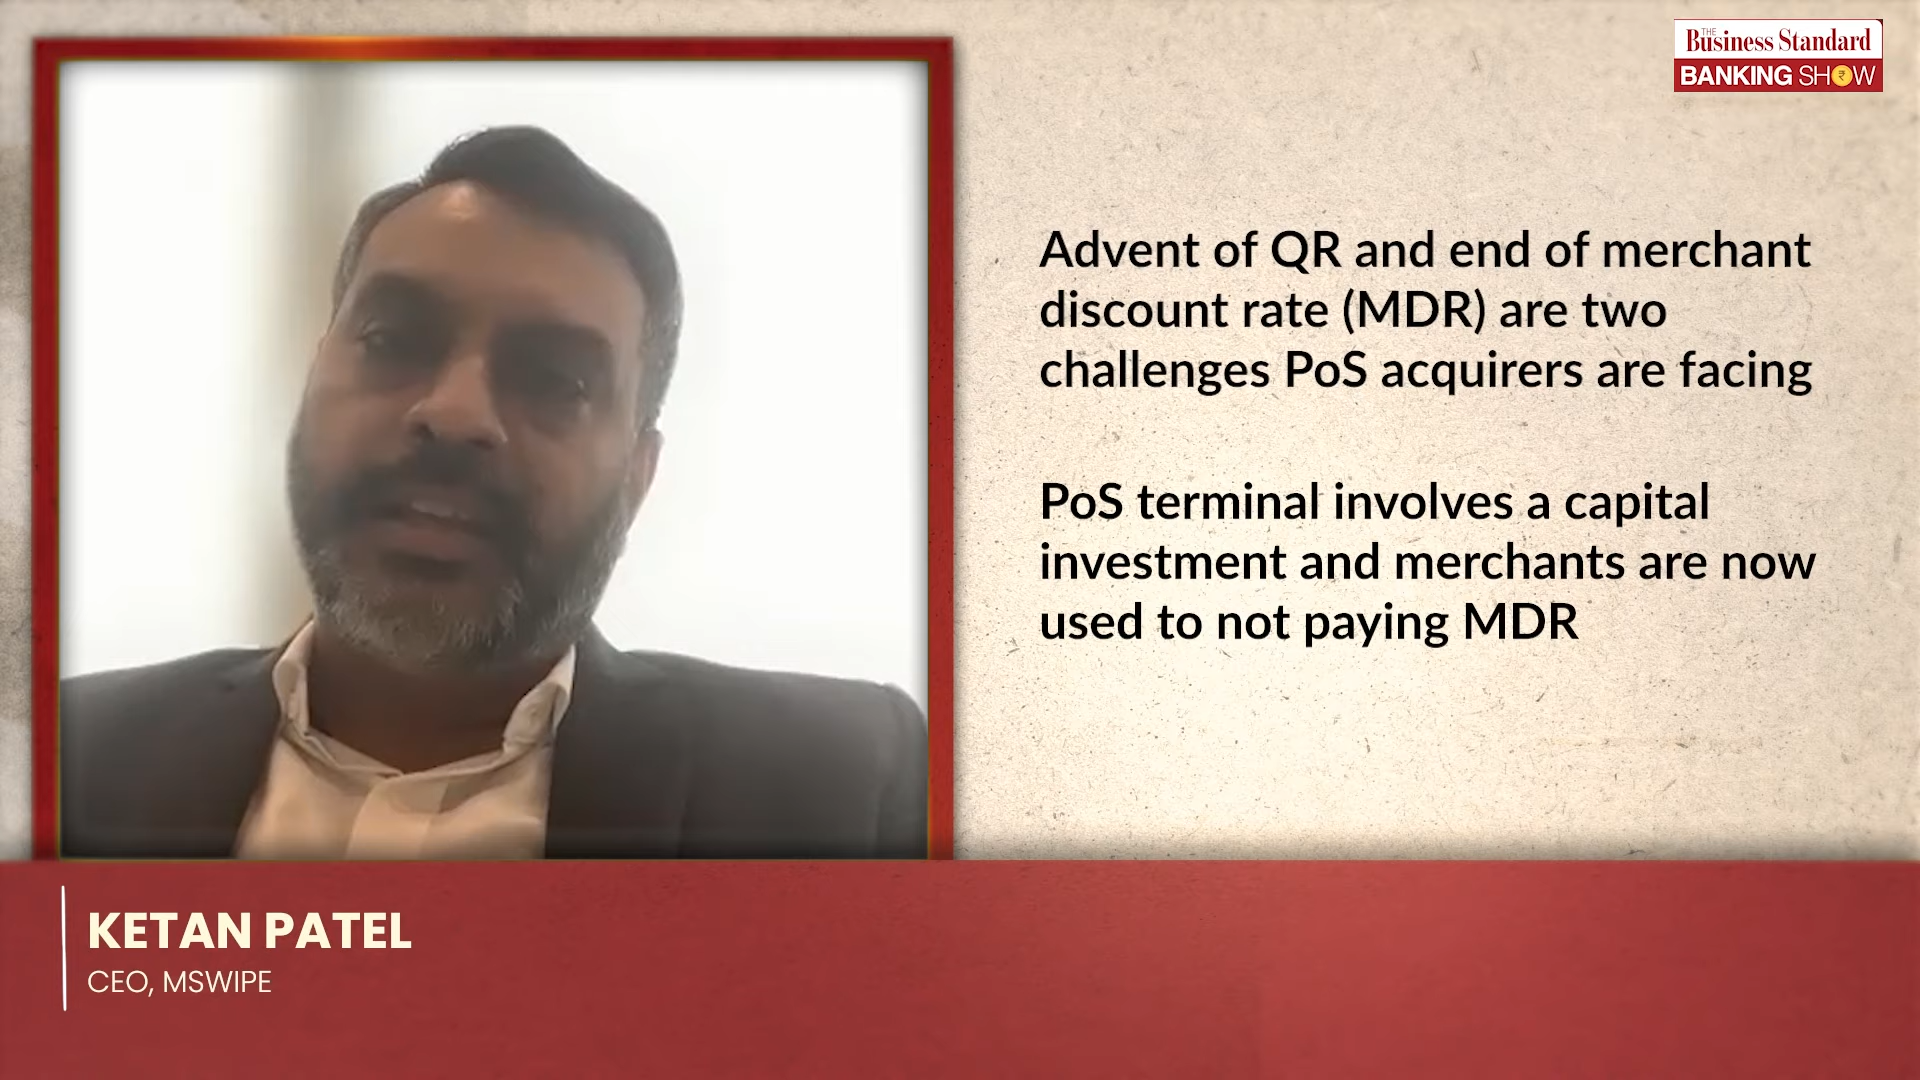 THE
Business Standard
BANKING SHOW
Advent of QR and end of merchant
discount rate (MDR) are two
challenges PoS acquirers are facing
PoS terminal involves a capital
investment and merchants are now
used to not paying MDR
KETAN PATEL
CEO, MSWIPE